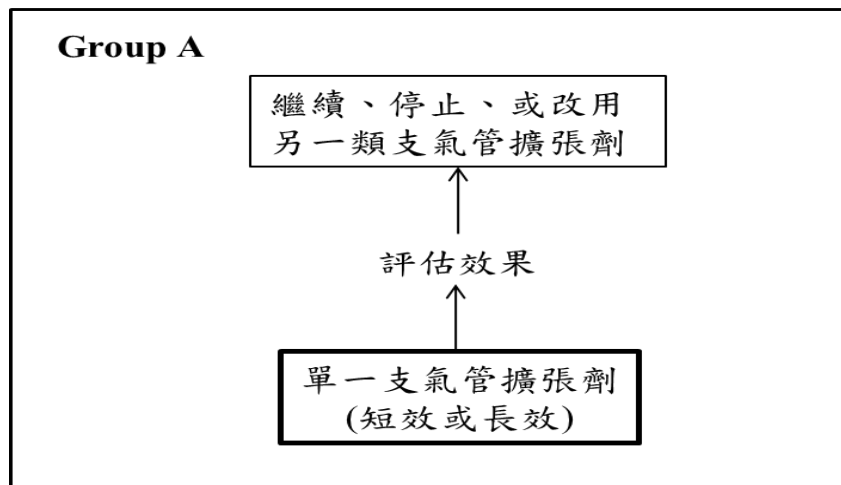 Group A
繼續、停止、或改用
另一類支氣管擴張劑
評估效果
單一支氣管擴張劑
(短效或長效)